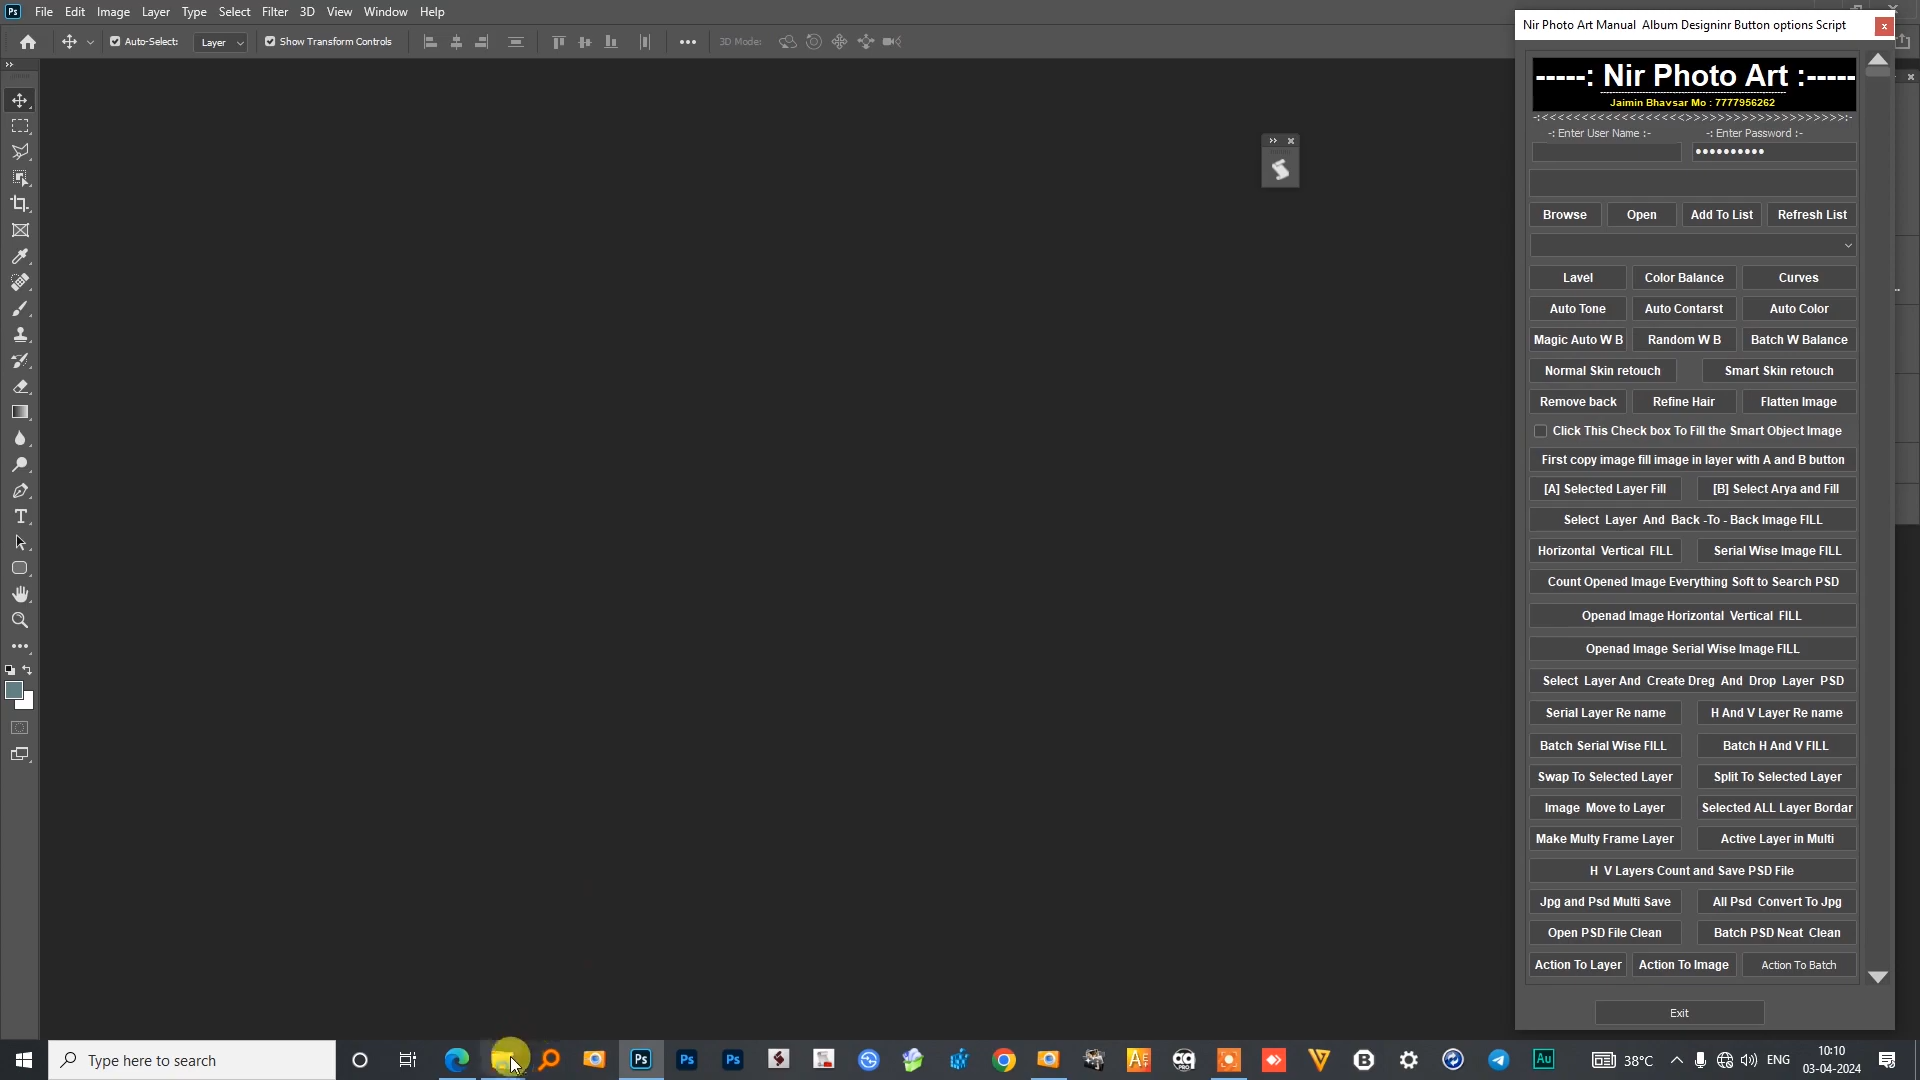 Ps File Edit Image Layer Type Select Filter 3D View Window Help
Auto-Select: Layer Show Transform Controls 3D Mode:
Nir Photo Art Manual Album Designinr Button options Script
-----: Nir Photo Art :-----
Jaimin Bhavsar Mo : 7777956262
-: Enter User Name :- -: Enter Password :-
Browse Open Add To List Refresh List
Lavel Color Balance Curves
Auto Tone Auto Contarst Auto Color
Magic Auto W B Random W B Batch W Balance
Normal Skin retouch Smart Skin retouch
Remove back Refine Hair Flatten Image
Click This Check box To Fill the Smart Object Image
First copy image fill image in layer with A and B button
[A] Selected Layer Fill [B] Select Arya and Fill
Select Layer And Back -To - Back Image FILL
Horizontal Vertical FILL Serial Wise Image FILL
Count Opened Image Everything Soft to Search PSD
Openad Image Horizontal Vertical FILL
Openad Image Serial Wise Image FILL
Select Layer And Create Dreg And Drop Layer PSD
Serial Layer Re name H And V Layer Re name
Batch Serial Wise FILL Batch H And V FILL
Swap To Selected Layer Split To Selected Layer
Image Move to Layer Selected ALL Layer Bordar
Make Multy Frame Layer Active Layer in Multi
H V Layers Count and Save PSD File
Jpg and Psd Multi Save All Psd Convert To Jpg
Open PSD File Clean Batch PSD Neat Clean
Action To Layer Action To Image Action To Batch
Exit
Type here to search
Ps Ps Ps Au
38°C ENG
10:10
03-04-2024